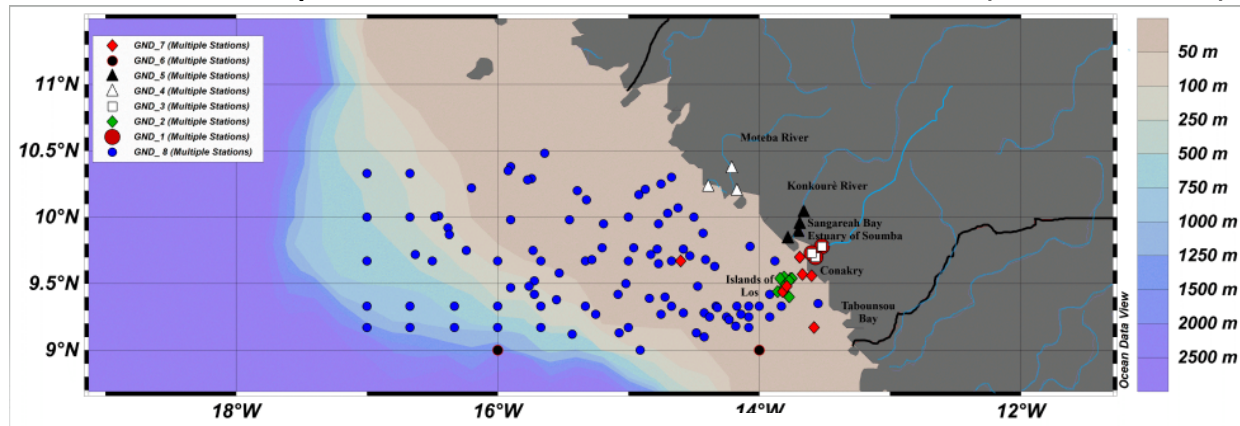 GND_7 (Multiple Stations)
GND_6 (Multiple Stations)
GND_5 (Multiple Stations)
GND_4 (Multiple Stations)
GND_3 (Multiple Stations)
GND_2 (Multiple Stations)
GND_1 (Multiple Stations)
GND_ 8 (Multiple Stations)
11°N
10.5°N
10°N
9.5°N
9°N
18°W
16°W
14°W
12°W
Moteba River
Konkourè River
Sangareah Bay
Estuary of Soumba
Conakry
Islands of
Los
Tabounsou
Bay
Ocean Data View
50 m
100 m
250 m
500 m
750 m
1000 m
1250 m
1500 m
2000 m
2500 m